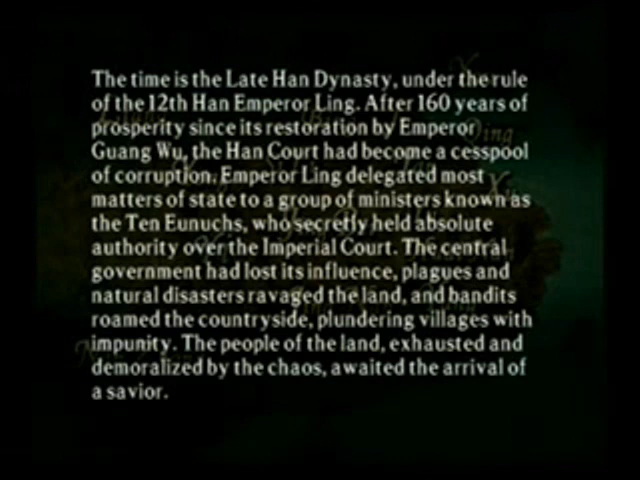 The time is the Late Han Dynasty, under the rule
of the 12th Han Emperor Ling. After 160 years of
prosperity since its restoration by Emperor
Guang Wu, the Han Court had become a cesspool
of corruption. Emperor Ling delegated most
matters of state to a group of ministers known as
the Ten Eunuchs, who secretly held absolute
authority over the Imperial Court. The central
government had lost its influence, plagues and
natural disasters ravaged the land, and bandits
roamed the countryside, plundering villages with
impunity. The people of the land, exhausted and
demoralized by the chaos, awaited the arrival of
a savior.